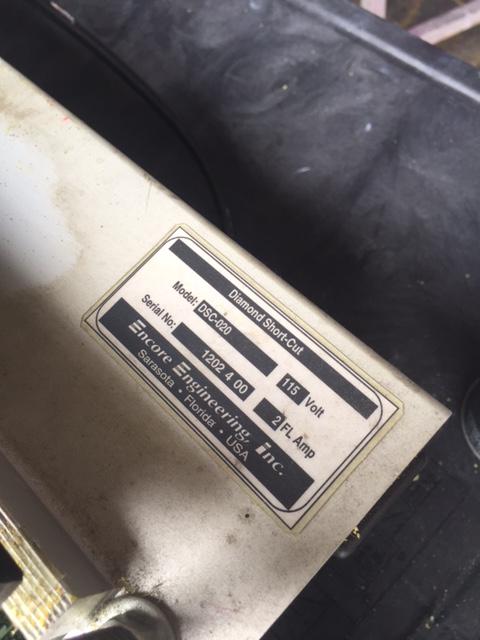 Diamond Short-Cut
Model: DSC-020 115 Volt
Serial No: 1202 4 00 2 FL Amp
Encore Engineering, Inc.
Sarasota • Florida • USA